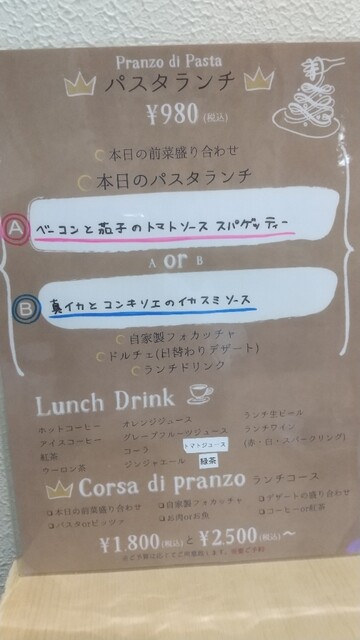 Pranzo di Pasta
パスタランチ
¥980(税込)
本日の前菜盛り合わせ
本日のパスタランチ
A ベーコンと茄子のトマトソース スパゲッティー
A or B
B 真イカとコンキリエのイカスミソース
自家製フォカッチャ
ドルチェ(日替わりデザート)
ランチドリンク
Lunch Drink
ホットコーヒー オレンジジュース ランチ生ビール
アイスコーヒー グレープフルーツジュース ランチワイン
紅茶 コーラ トマトジュース (赤・白・スパークリング)
ウーロン茶 ジンジャエール 緑茶
Corsa di pranzo ランチコース
本日の前菜盛り合わせ 自家製フォカッチャ デザートの盛り合わせ
パスタorピッツァ お肉orお魚 コーヒーor紅茶
¥1.800(税込)と¥2.500(税込)〜